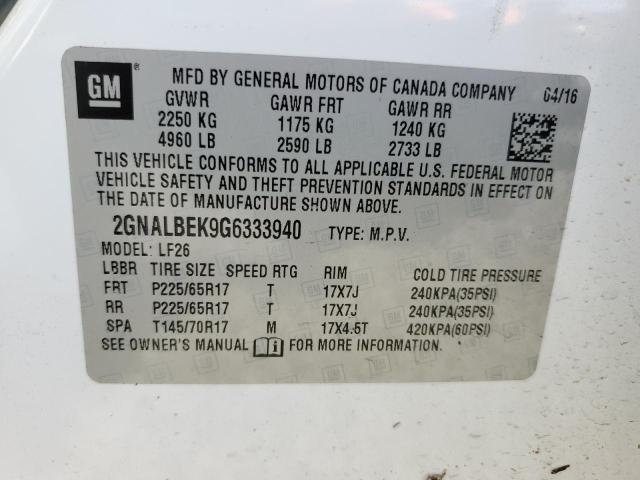 GM ® MFD BY GENERAL MOTORS OF CANADA COMPANY 04/16
GVWR GAWR FRT GAWR RR
2250 KG 1175 KG 1240 KG
4960 LB 2590 LB 2733 LB
THIS VEHICLE CONFORMS TO ALL APPLICABLE U.S. FEDERAL MOTOR
VEHICLE SAFETY AND THEFT PREVENTION STANDARDS IN EFFECT ON
THE DATE OF MANUFACTURE SHOWN ABOVE.
2GNALBEK9G6333940 TYPE: M.P.V.
MODEL: LF26
LBBR TIRE SIZE SPEED RTG RIM COLD TIRE PRESSURE
FRT P225/65R17 T 17X7J 240KPA(35PSI)
RR P225/65R17 T 17X7J 240KPA(35PSI)
SPA T145/70R17 M 17X4.5T 420KPA(60PSI)
SEE OWNER'S MANUAL FOR MORE INFORMATION.